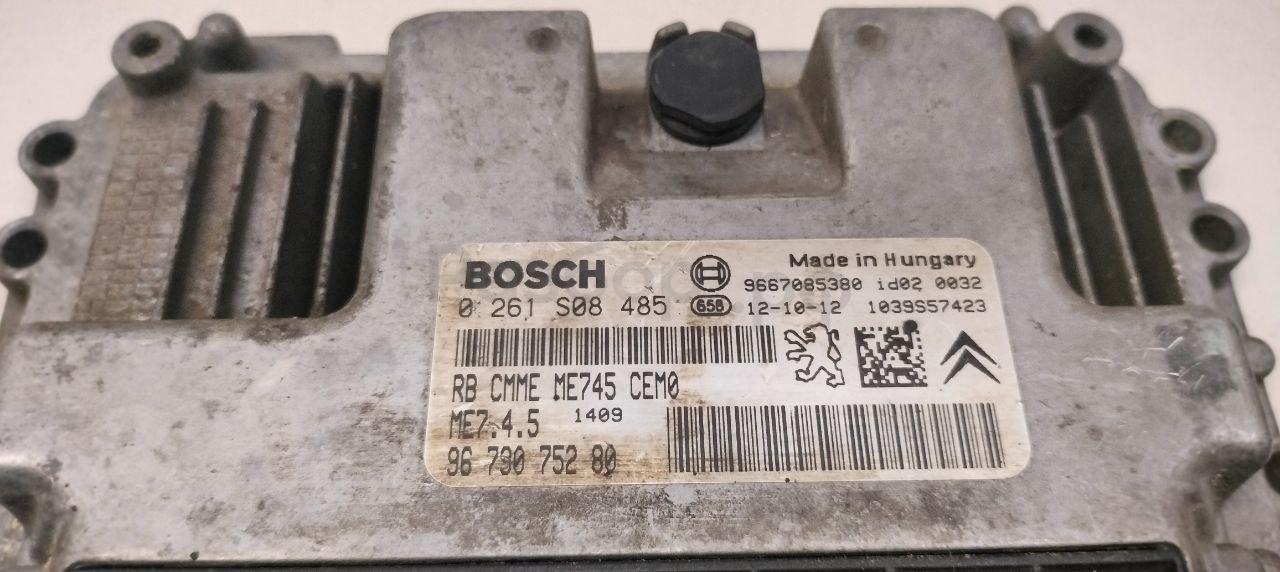 BOSCH
Made in Hungary
9667085380 id02 0032
0 261 S08 485 656 12-10-12 1039S57423
RB CMME ME745 CEM0
ME7.4.5 1409
96 730 752 80